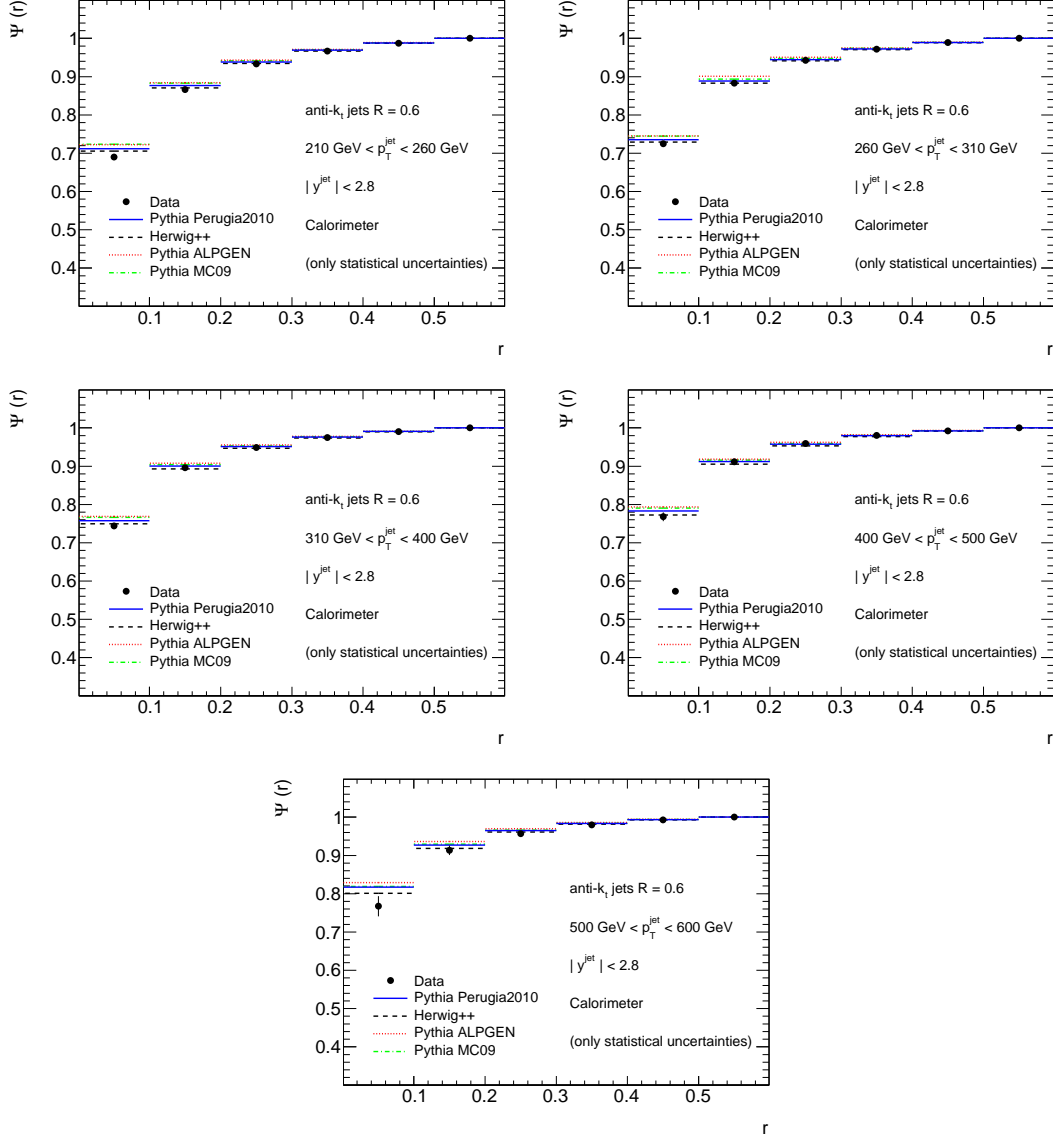 Ψ (r)
1
0.9
0.8
0.7
0.6
0.5
0.4
anti-k_t jets R = 0.6
210 GeV < p_T^jet < 260 GeV
| y^jet | < 2.8
Calorimeter
(only statistical uncertainties)
Data
Pythia Perugia2010
Herwig++
Pythia ALPGEN
Pythia MC09
0.1 0.2 0.3 0.4 0.5
r
Ψ (r)
1
0.9
0.8
0.7
0.6
0.5
0.4
anti-k_t jets R = 0.6
260 GeV < p_T^jet < 310 GeV
| y^jet | < 2.8
Calorimeter
(only statistical uncertainties)
Data
Pythia Perugia2010
Herwig++
Pythia ALPGEN
Pythia MC09
0.1 0.2 0.3 0.4 0.5
r
Ψ (r)
1
0.9
0.8
0.7
0.6
0.5
0.4
anti-k_t jets R = 0.6
310 GeV < p_T^jet < 400 GeV
| y^jet | < 2.8
Calorimeter
(only statistical uncertainties)
Data
Pythia Perugia2010
Herwig++
Pythia ALPGEN
Pythia MC09
0.1 0.2 0.3 0.4 0.5
r
Ψ (r)
1
0.9
0.8
0.7
0.6
0.5
0.4
anti-k_t jets R = 0.6
400 GeV < p_T^jet < 500 GeV
| y^jet | < 2.8
Calorimeter
(only statistical uncertainties)
Data
Pythia Perugia2010
Herwig++
Pythia ALPGEN
Pythia MC09
0.1 0.2 0.3 0.4 0.5
r
Ψ (r)
1
0.9
0.8
0.7
0.6
0.5
0.4
anti-k_t jets R = 0.6
500 GeV < p_T^jet < 600 GeV
| y^jet | < 2.8
Calorimeter
(only statistical uncertainties)
Data
Pythia Perugia2010
Herwig++
Pythia ALPGEN
Pythia MC09
0.1 0.2 0.3 0.4 0.5
r